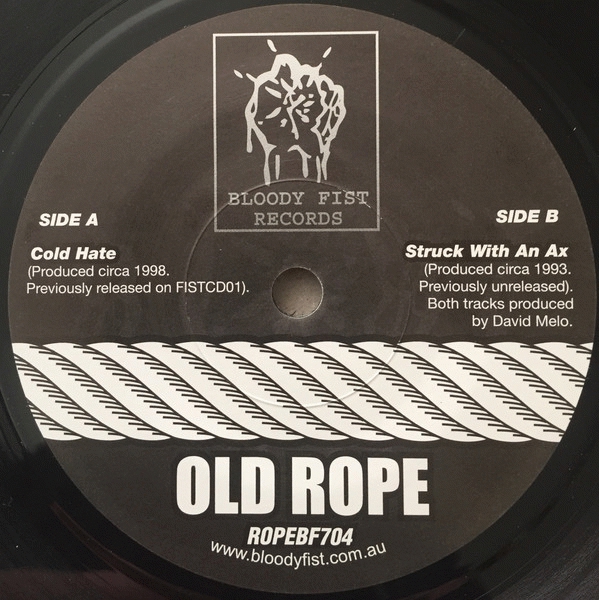 BLOODY FIST
RECORDS
SIDE A
Cold Hate
(Produced circa 1998.
Previously released on FISTCD01).
SIDE B
Struck With An Ax
(Produced circa 1993.
Previously unreleased).
Both tracks produced
by David Melo.
OLD ROPE
ROPEBF704
www.bloodyfist.com.au